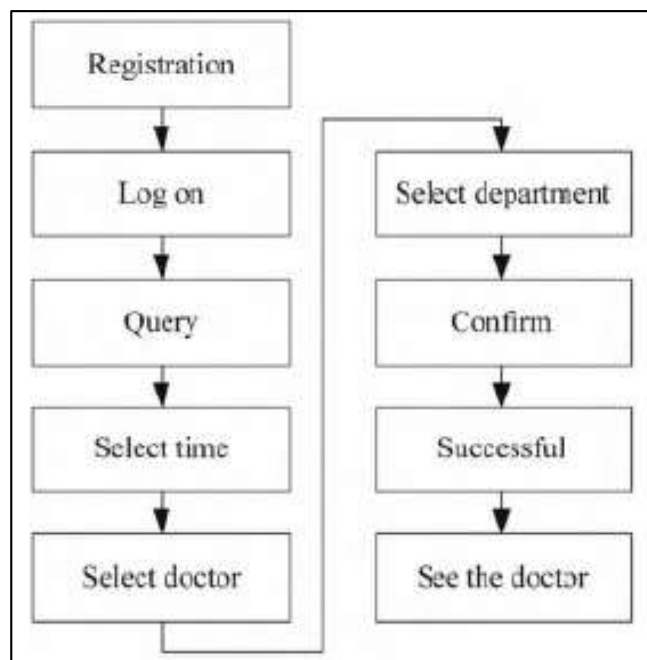 Registration
Log on
Query
Select time
Select doctor
Select department
Confirm
Successful
See the doctor